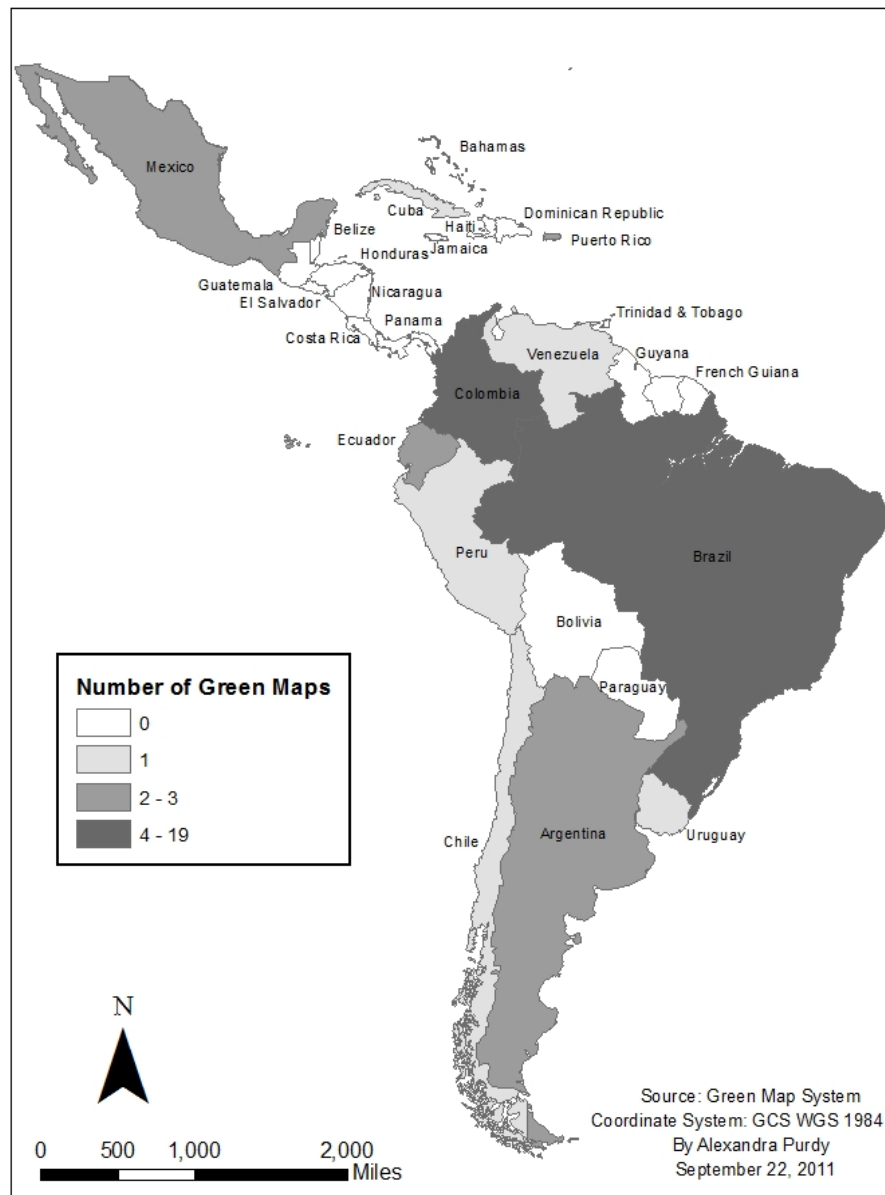 Bahamas
Mexico
Cuba
Dominican Republic
Haiti
Belize
Jamaica
Puerto Rico
Honduras
Guatemala
Nicaragua
El Salvador
Panama
Trinidad & Tobago
Costa Rica
Venezuela
Guyana
French Guiana
Colombia
Ecuador
Peru
Brazil
Bolivia
Paraguay
Chile
Argentina
Uruguay
Number of Green Maps
0
1
2 - 3
4 - 19
N
0 500 1,000 2,000
Miles
Source: Green Map System
Coordinate System: GCS WGS 1984
By Alexandra Purdy
September 22, 2011